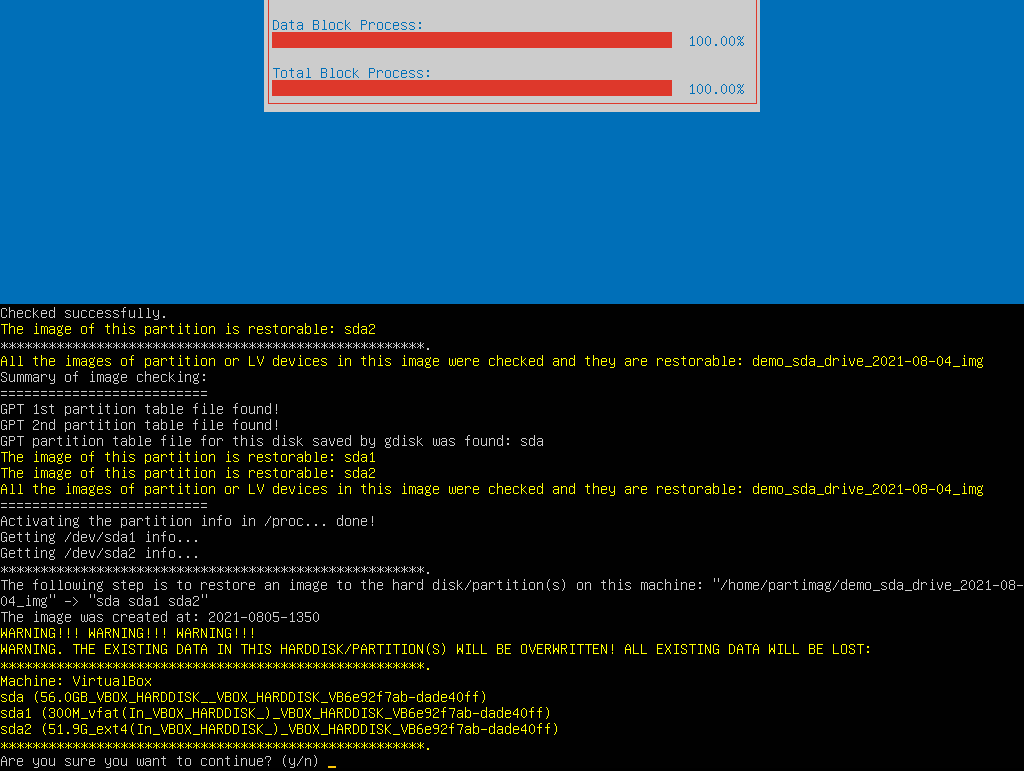 Data Block Process:
100.00%
Total Block Process:
100.00%
Checked successfully.
The image of this partition is restorable: sda2
*****************************************************.
All the images of partition or LV devices in this image were checked and they are restorable: demo_sda_drive_2021-08-04_img
Summary of image checking:
==========================
GPT 1st partition table file found!
GPT 2nd partition table file found!
GPT partition table file for this disk saved by gdisk was found: sda
The image of this partition is restorable: sda1
The image of this partition is restorable: sda2
All the images of partition or LV devices in this image were checked and they are restorable: demo_sda_drive_2021-08-04_img
==========================
Activating the partition info in /proc... done!
Getting /dev/sda1 info...
Getting /dev/sda2 info...
*****************************************************.
The following step is to restore an image to the hard disk/partition(s) on this machine: "/home/partimag/demo_sda_drive_2021-08-
04_img" -> "sda sda1 sda2"
The image was created at: 2021-0805-1350
WARNING!!! WARNING!!! WARNING!!!
WARNING. THE EXISTING DATA IN THIS HARDDISK/PARTITION(S) WILL BE OVERWRITTEN! ALL EXISTING DATA WILL BE LOST:
*****************************************************.
Machine: VirtualBox
sda (56.0GB_VBOX_HARDDISK__VBOX_HARDDISK_VB6e92f7ab-dade40ff)
sda1 (300M_vfat(In_VBOX_HARDDISK_)_VBOX_HARDDISK_VB6e92f7ab-dade40ff)
sda2 (51.9G_ext4(In_VBOX_HARDDISK_)_VBOX_HARDDISK_VB6e92f7ab-dade40ff)
*****************************************************.
Are you sure you want to continue? (y/n) _